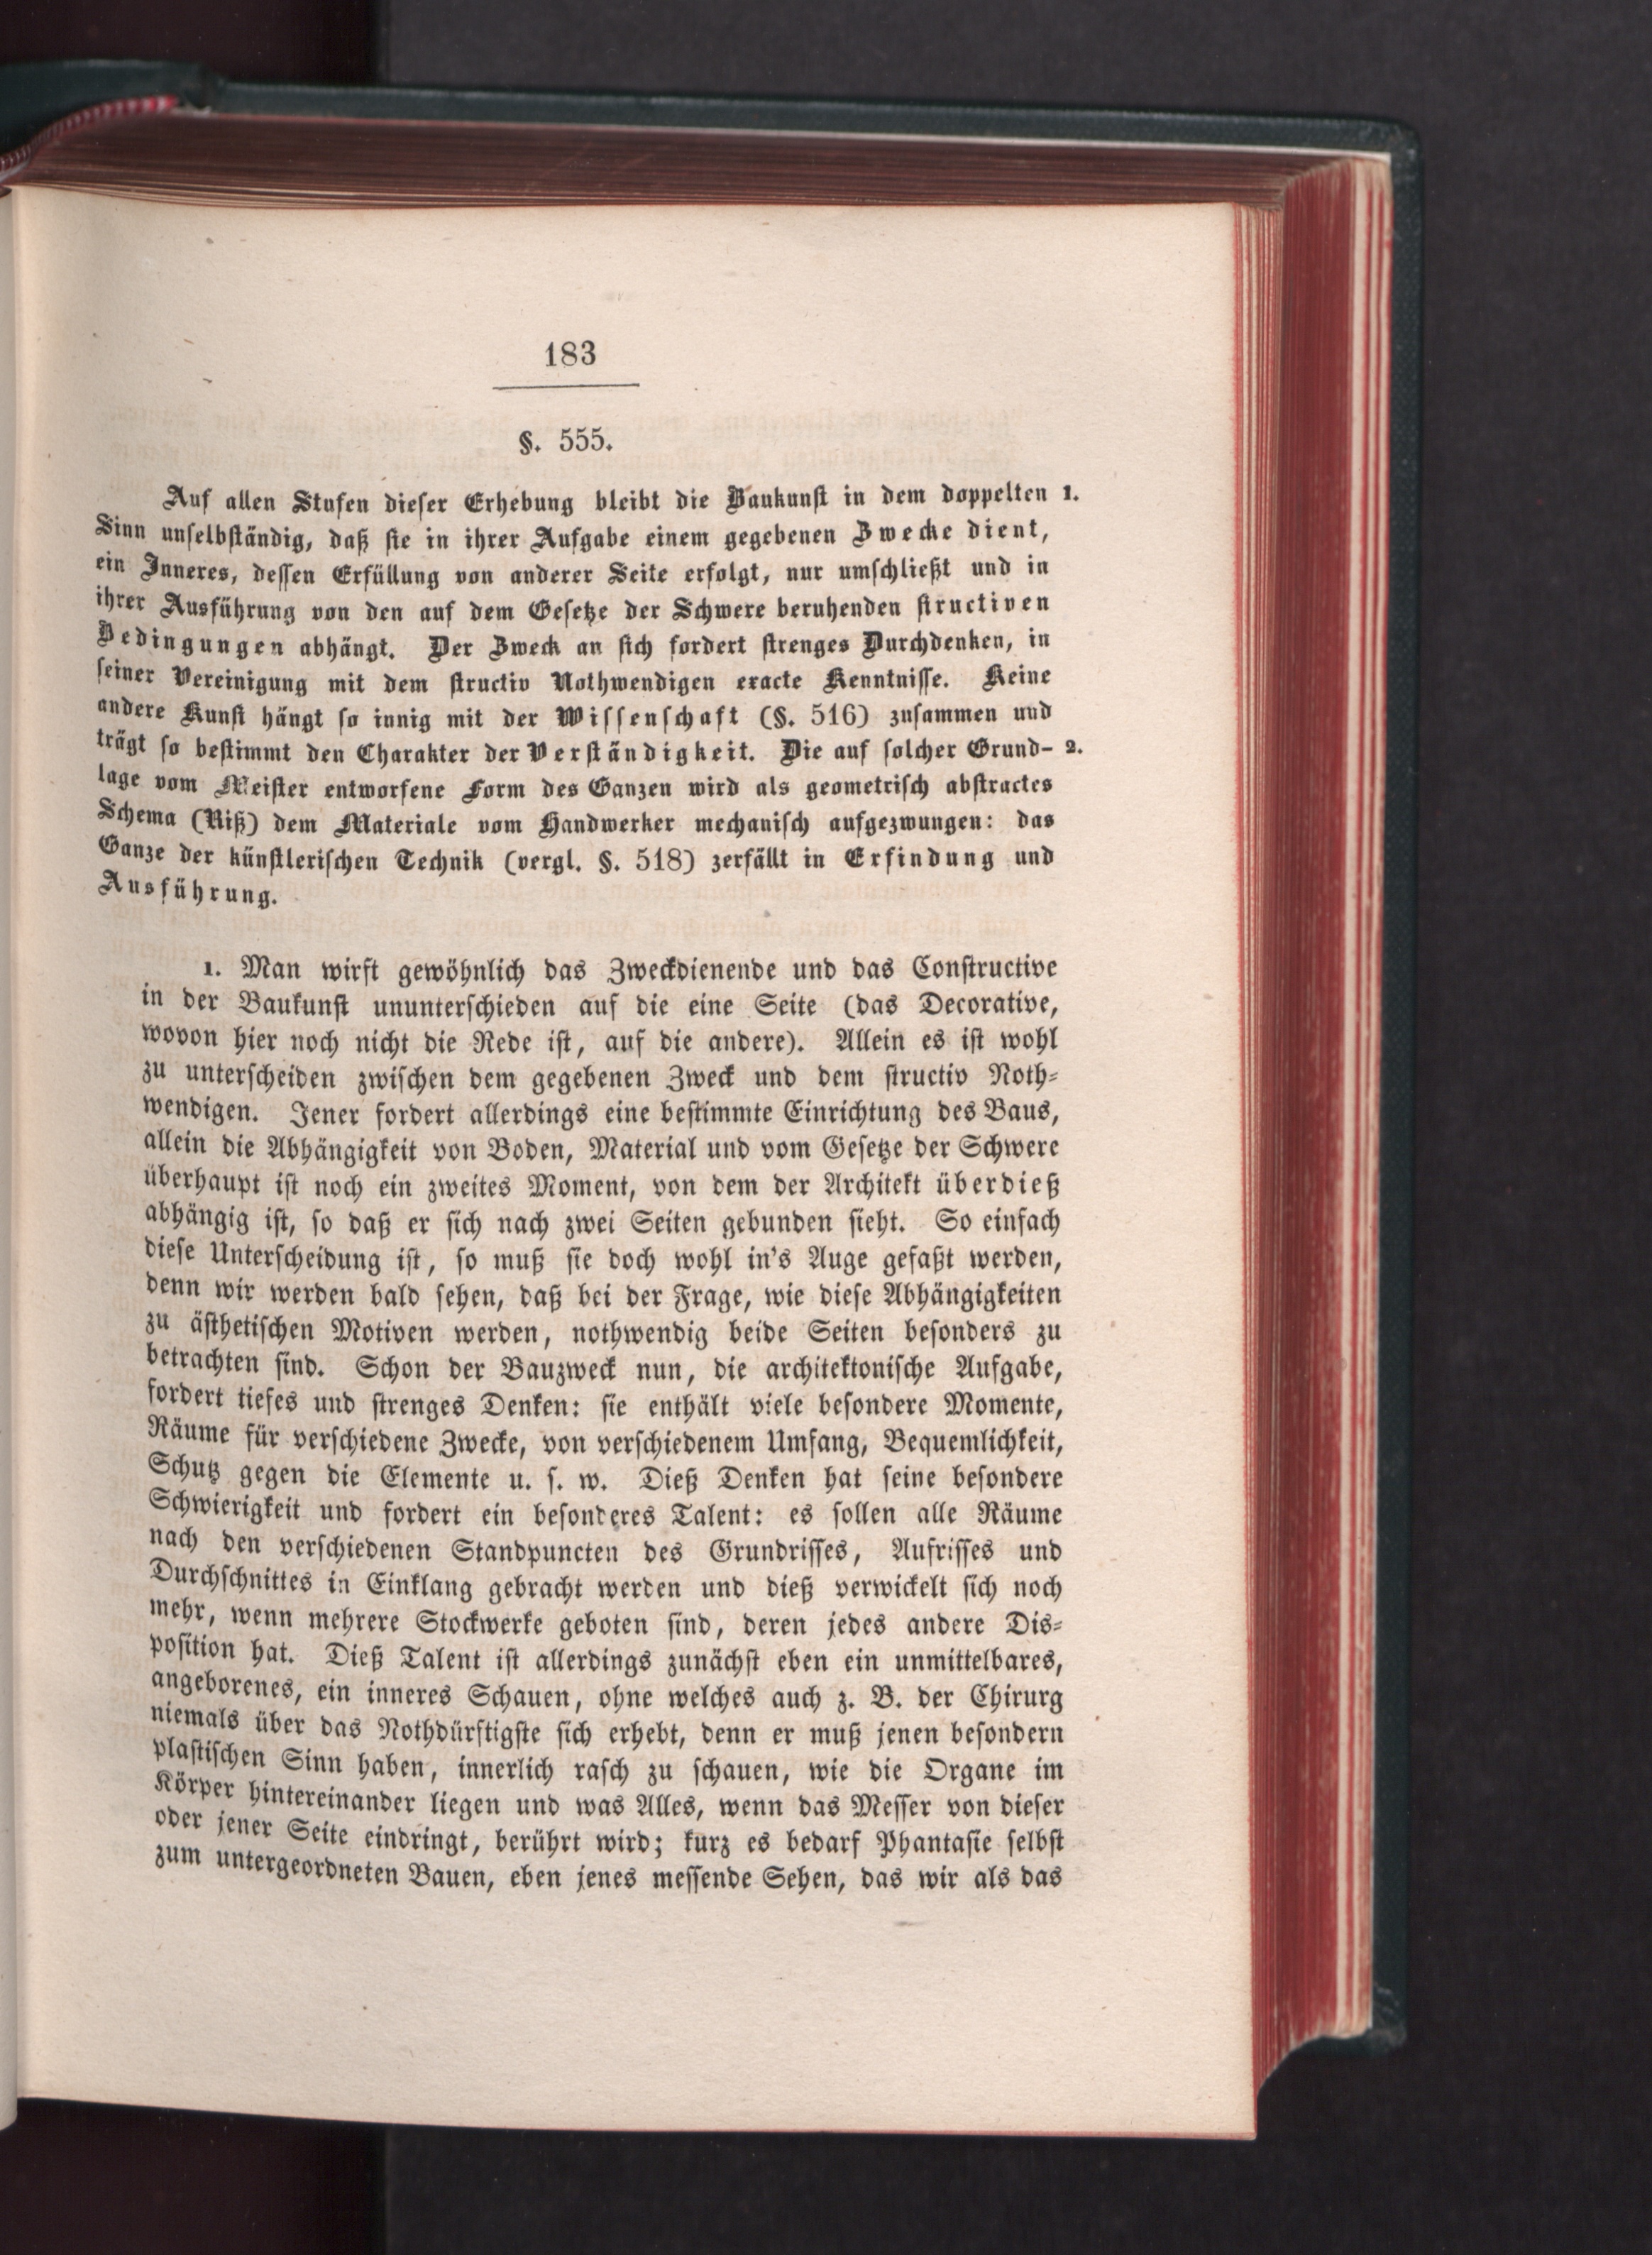 183
§. 555.
Auf allen Stufen dieser Erhebung bleibt die Baukunst in dem doppelten 1.
Sinn unselbständig, daß sie in ihrer Aufgabe einem gegebenen Zwecke dient,
ein Inneres, dessen Erfüllung von anderer Seite erfolgt, nur umschließt und in
ihrer Ausführung von den auf dem Gesetze der Schwere beruhenden structiven
Bedingungen abhängt. Der Zweck an sich fordert strenges Durchdenken, in
seiner Vereinigung mit dem structiv Nothwendigen exacte Kenntnisse. Keine
andere Kunst hängt so innig mit der Wissenschaft (§. 516) zusammen und
trägt so bestimmt den Charakter der Verständigkeit. Die auf solcher Grund- 2.
lage vom Meister entworfene Form des Ganzen wird als geometrisch abstractes
Schema (Riß) dem Materiale vom Handwerker mechanisch aufgezwungen: das
Ganze der künstlerischen Technik (vergl. §. 518) zerfällt in Erfindung und
Ausführung.
1. Man wirft gewöhnlich das Zweckdienende und das Constructive
in der Baukunst ununterschieden auf die eine Seite (das Decorative,
wovon hier noch nicht die Rede ist, auf die andere). Allein es ist wohl
zu unterscheiden zwischen dem gegebenen Zweck und dem structiv Noth-
wendigen. Jener fordert allerdings eine bestimmte Einrichtung des Baus,
allein die Abhängigkeit von Boden, Material und vom Gesetze der Schwere
überhaupt ist noch ein zweites Moment, von dem der Architekt überdieß
abhängig ist, so daß er sich nach zwei Seiten gebunden sieht. So einfach
diese Unterscheidung ist, so muß sie doch wohl in's Auge gefaßt werden,
denn wir werden bald sehen, daß bei der Frage, wie diese Abhängigkeiten
zu ästhetischen Motiven werden, nothwendig beide Seiten besonders zu
betrachten sind. Schon der Bauzweck nun, die architektonische Aufgabe,
fordert tiefes und strenges Denken: sie enthält viele besondere Momente,
Räume für verschiedene Zwecke, von verschiedenem Umfang, Bequemlichkeit,
Schutz gegen die Elemente u. s. w. Dieß Denken hat seine besondere
Schwierigkeit und fordert ein besonderes Talent: es sollen alle Räume
nach den verschiedenen Standpuncten des Grundrisses, Aufrisses und
Durchschnittes in Einklang gebracht werden und dieß verwickelt sich noch
mehr, wenn mehrere Stockwerke geboten sind, deren jedes andere Dis-
position hat. Dieß Talent ist allerdings zunächst eben ein unmittelbares,
angeborenes, ein inneres Schauen, ohne welches auch z. B. der Chirurg
niemals über das Nothdürftigste sich erhebt, denn er muß jenen besondern
plastischen Sinn haben, innerlich rasch zu schauen, wie die Organe im
Körper hintereinander liegen und was Alles, wenn das Messer von dieser
oder jener Seite eindringt, berührt wird; kurz es bedarf Phantasie selbst
zum untergeordneten Bauen, eben jenes messende Sehen, das wir als das